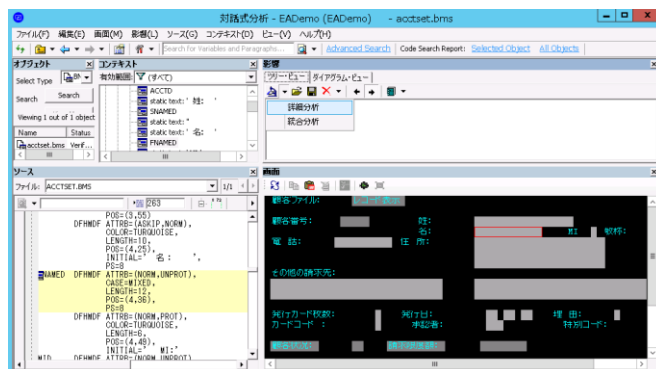 対話式分析 - EADemo (EADemo) - acctset.bms
ファイル(F) 編集(E) 画面(M) 影響(L) ソース(G) コンテキスト(D) ビュー(V) ヘルプ(H)
Search for Variables and Paragraphs... Advanced Search Code Search Report: Selected Object All Objects
オブジェクト
Select Type
Search Search
Viewing 1 out of 1 object
Name Status
acctset.bms Verif...
コンテキスト
有効範囲: (すべて)
ACCTD
static text: ' 姓: '
SNAMED
static text: ''
static text: ' 名: '
FNAMED
影響
ツリー・ビュー ダイアグラム・ビュー
詳細分析
統合分析
ソース
ファイル: ACCTSET.BMS 1/1
263
POS=(3,55)
DFHMDF ATTRB=(ASKIP,NORM),
COLOR=TURQUOISE,
LENGTH=10,
POS=(4,25),
INITIAL=' 名 : ',
PS=8
NAMED DFHMDF ATTRB=(NORM,UNPROT),
CASE=MIXED,
LENGTH=12,
POS=(4,36),
PS=8
DFHMDF ATTRB=(NORM,PROT),
COLOR=TURQUOISE,
LENGTH=6,
POS=(4,49),
INITIAL=' MI:'
MID DFHMDF ATTRB=(NORM,UNPROT)
画面
顧客ファイル: レコード表示
顧客番号: 姓:
名: MI 敬称:
電 話: 住 所:
その他の請求先:
発行カード枚数: 発行日: 理 由:
カードコード : 承認者: 特別コード: